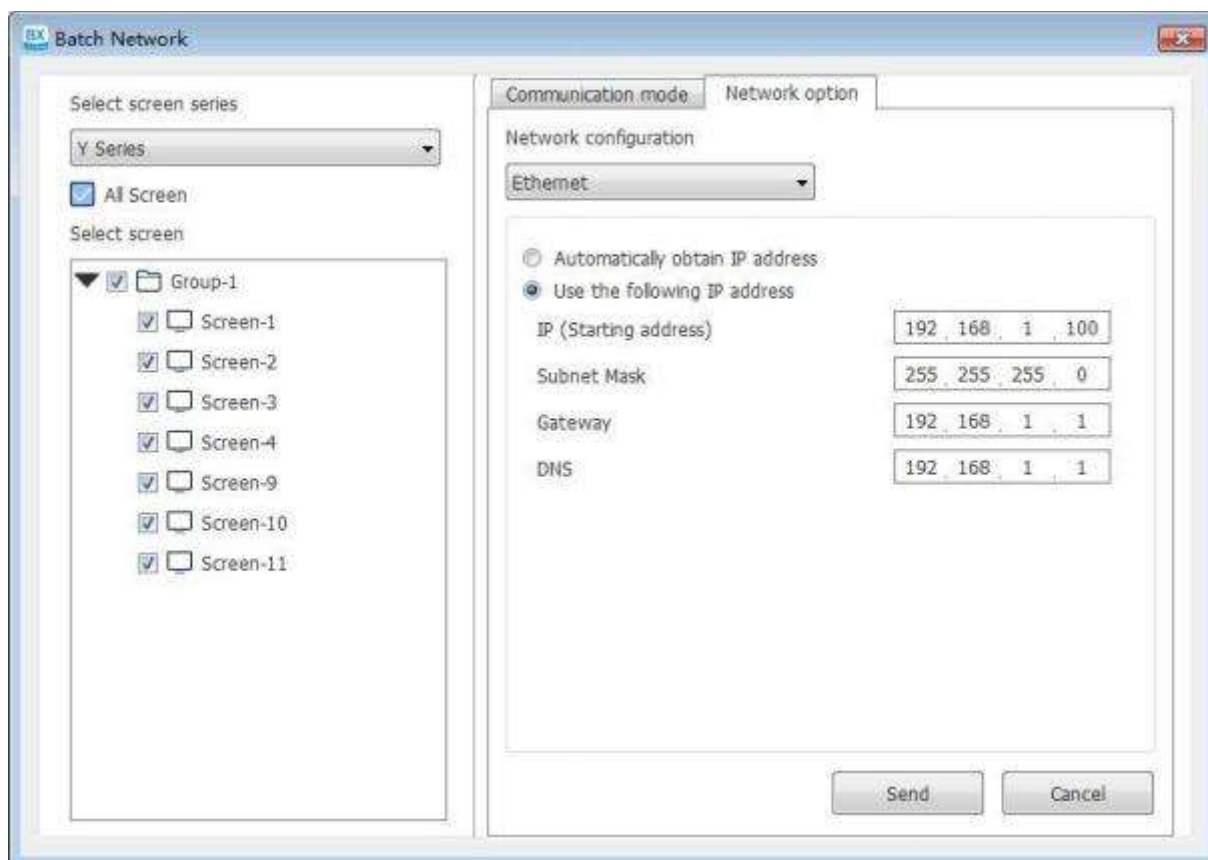 BX Batch Network
Select screen series
Y Series
All Screen
Select screen
Group-1
Screen-1
Screen-2
Screen-3
Screen-4
Screen-9
Screen-10
Screen-11
Communication mode Network option
Network configuration
Ethernet
Automatically obtain IP address
Use the following IP address
IP (Starting address) 192 . 168 . 1 . 100
Subnet Mask 255 . 255 . 255 . 0
Gateway 192 . 168 . 1 . 1
DNS 192 . 168 . 1 . 1
Send Cancel